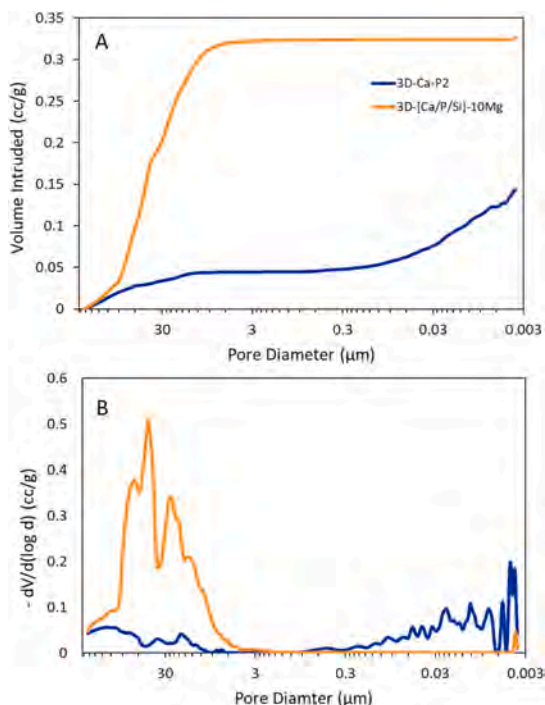 A
0.35
0.3
0.25
0.2
0.15
0.1
0.05
0
Volume Intruded (cc/g)
3D-Ca-P2
3D-[Ca/P/Si]-10Mg
30 3 0.3 0.03 0.003
Pore Diameter (µm)
B
0.6
0.5
0.4
0.3
0.2
0.1
0
- dV/d(log d) (cc/g)
30 3 0.3 0.03 0.003
Pore Diamter (µm)